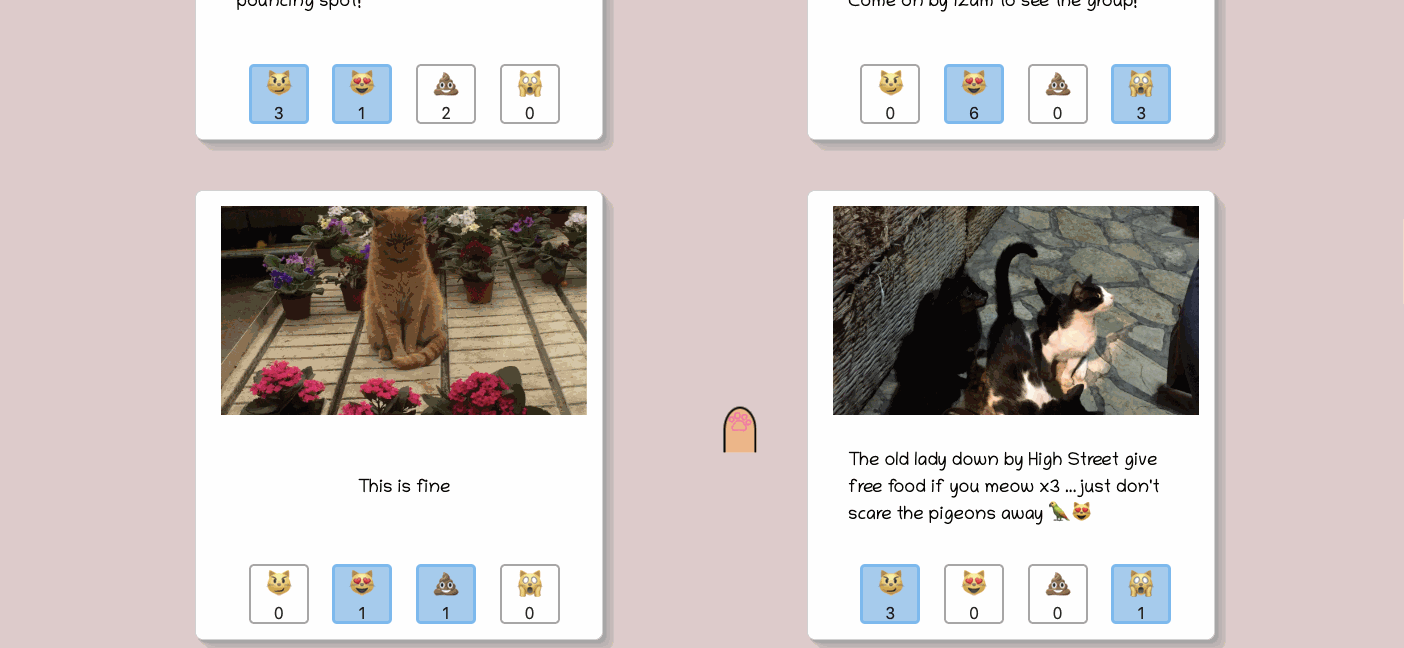 pouncing spot!
Come on by 12am to see the group!
3 1 2 0
0 6 0 3
This is fine
The old lady down by High Street give
free food if you meow x3 ...just don't
scare the pigeons away 🦜😻
0 1 1 0
3 0 0 1